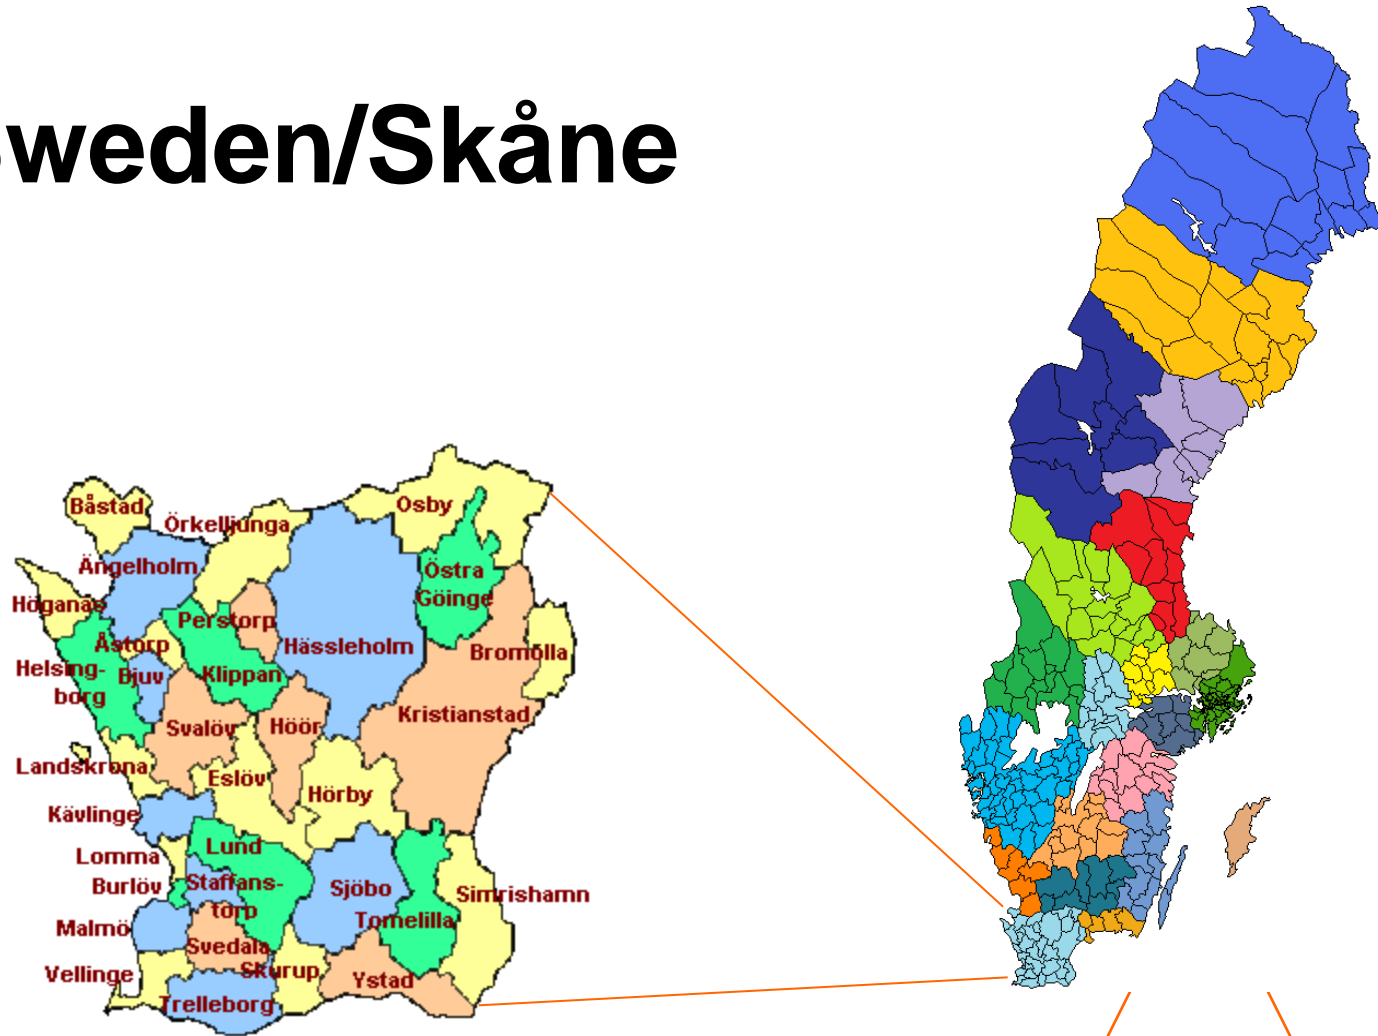 Sweden/Skåne
Osby
Båstad
Örkelljunga
Ängelholm
Östra
Göinge
Höganäs
Perstorp
Åstorp
Hässleholm
Bromölla
Helsing-
borg
Bjuv
Klippan
Kristianstad
Svalöv
Höör
Landskrona
Eslöv
Hörby
Kävlinge
Lund
Lomma
Burlöv
Staffans-
torp
Sjöbo
Simrishamn
Tomelilla
Malmö
Svedala
Skurup
Vellinge
Ystad
Trelleborg